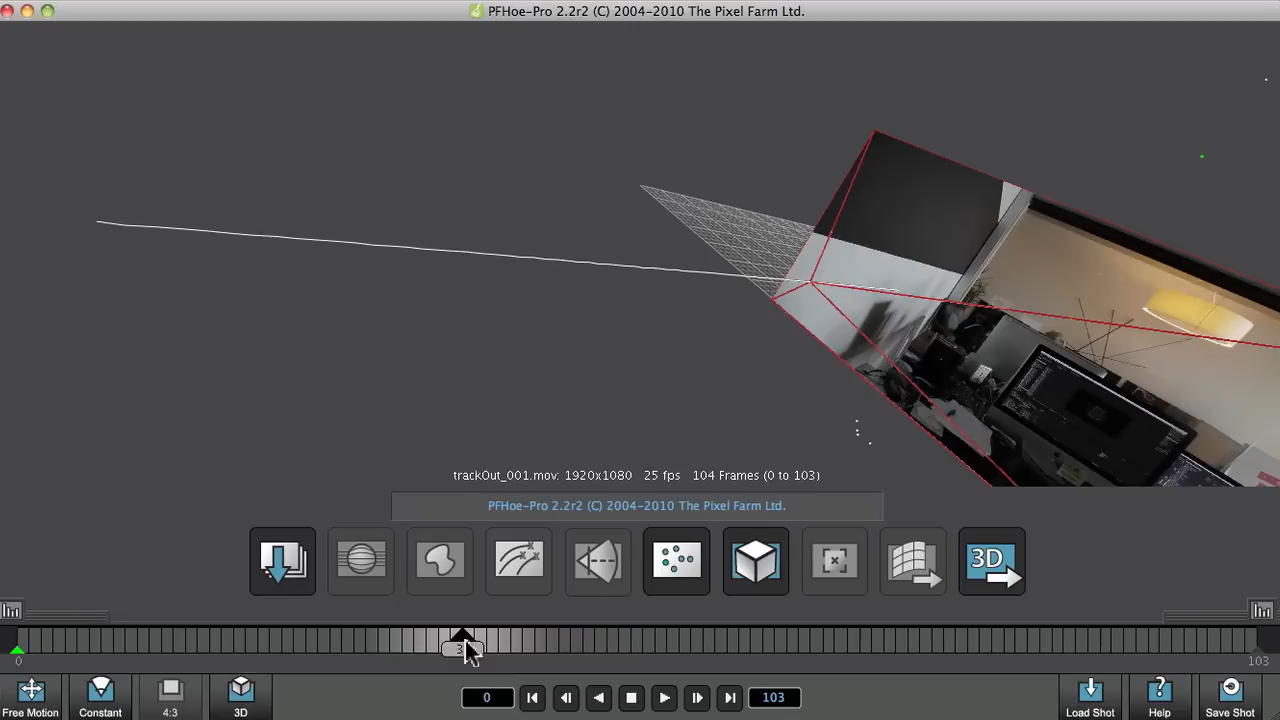 PFHoe-Pro 2.2r2 (C) 2004-2010 The Pixel Farm Ltd.
trackOut_001.mov: 1920x1080 25 fps 104 Frames (0 to 103)
PFHoe-Pro 2.2r2 (C) 2004-2010 The Pixel Farm Ltd.
3D
0
103
Free Motion
Constant
4:3
3D
0
103
Load Shot
Help
Save Shot